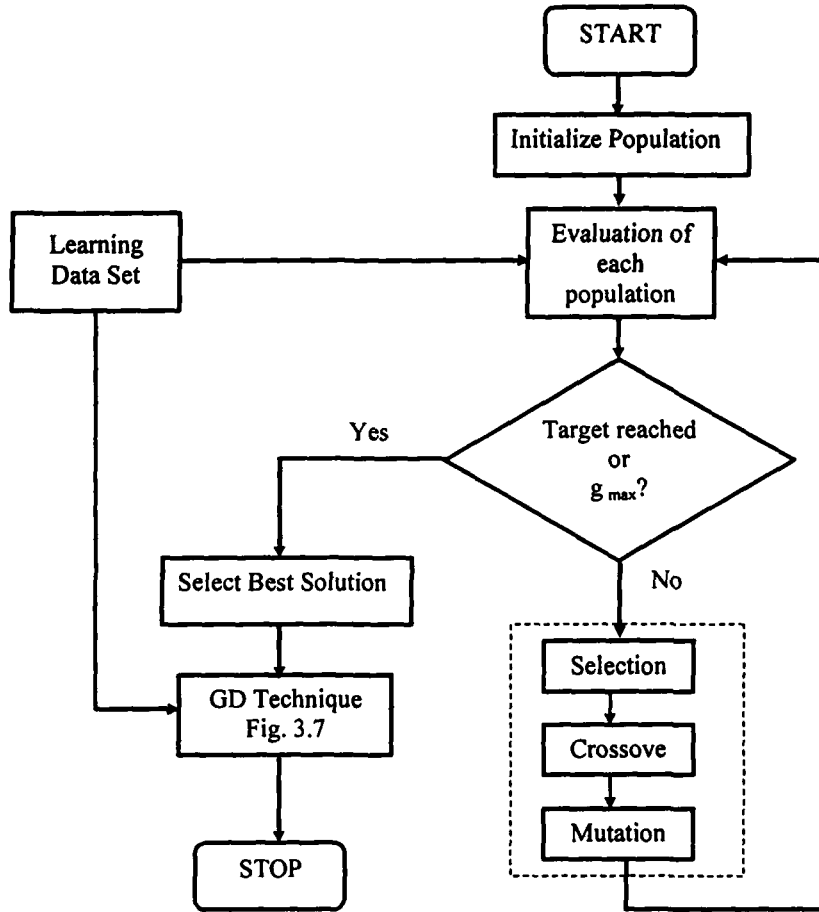 START
Initialize Population
Learning
Data Set
Evaluation of
each
population
Yes
Target reached
or
g max?
Select Best Solution
No
Selection
GD Technique
Fig. 3.7
Crossove
Mutation
STOP